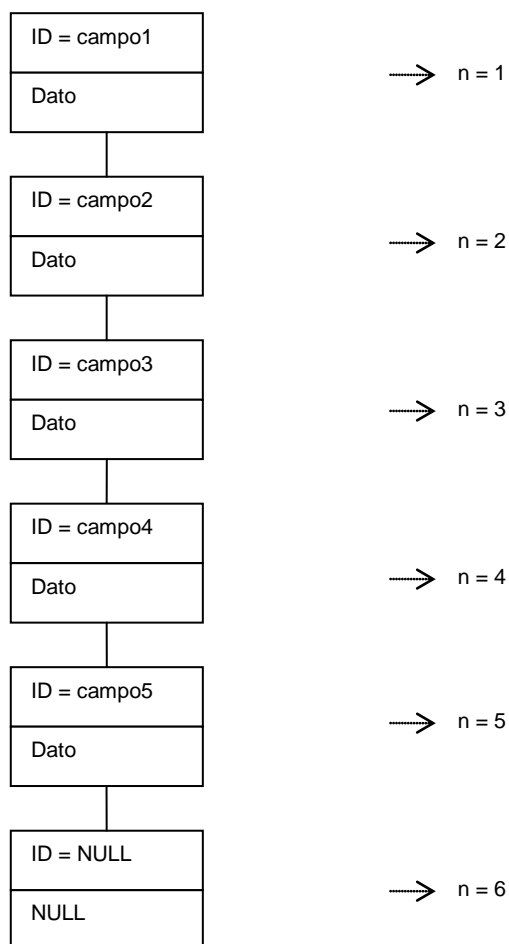 ID = campo1
Dato
n = 1
ID = campo2
Dato
n = 2
ID = campo3
Dato
n = 3
ID = campo4
Dato
n = 4
ID = campo5
Dato
n = 5
ID = NULL
NULL
n = 6